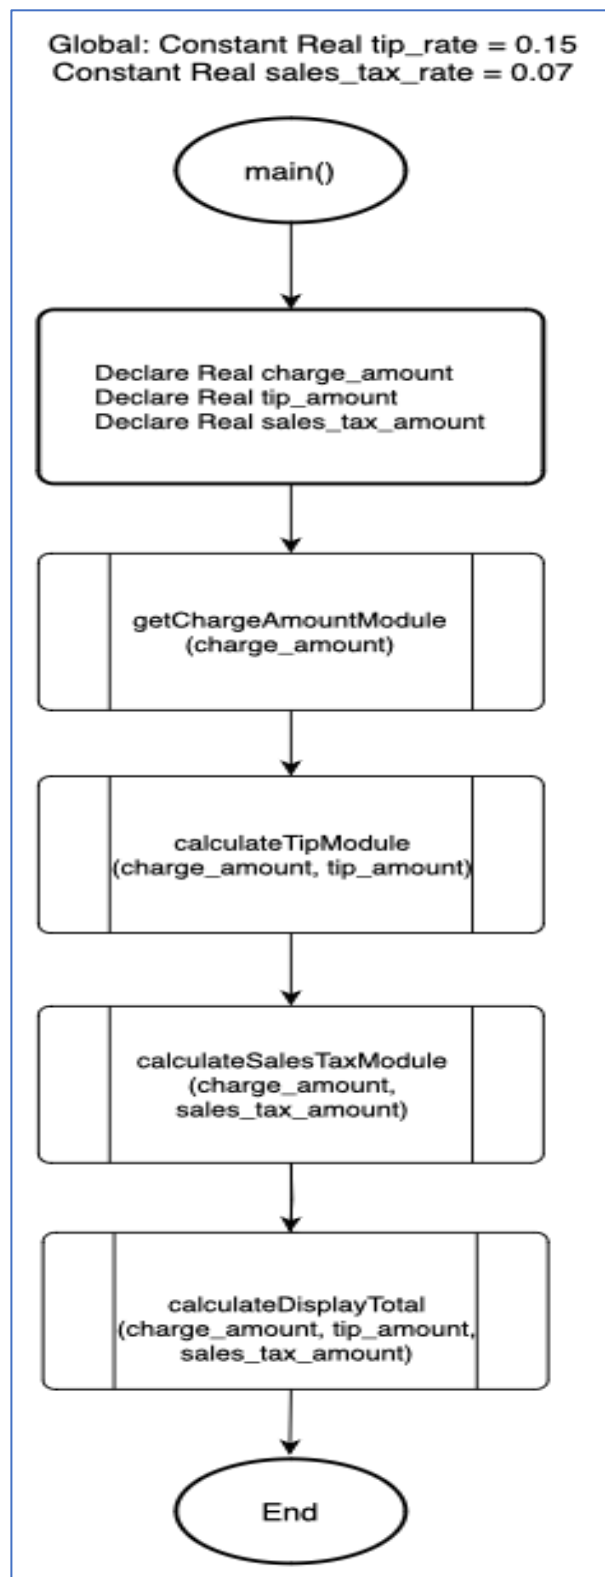 Global: Constant Real tip_rate = 0.15
Constant Real sales_tax_rate = 0.07
main()
Declare Real charge_amount
Declare Real tip_amount
Declare Real sales_tax_amount
getChargeAmountModule
(charge_amount)
calculateTipModule
(charge_amount, tip_amount)
calculateSalesTaxModule
(charge_amount,
sales_tax_amount)
calculateDisplayTotal
(charge_amount, tip_amount,
sales_tax_amount)
End